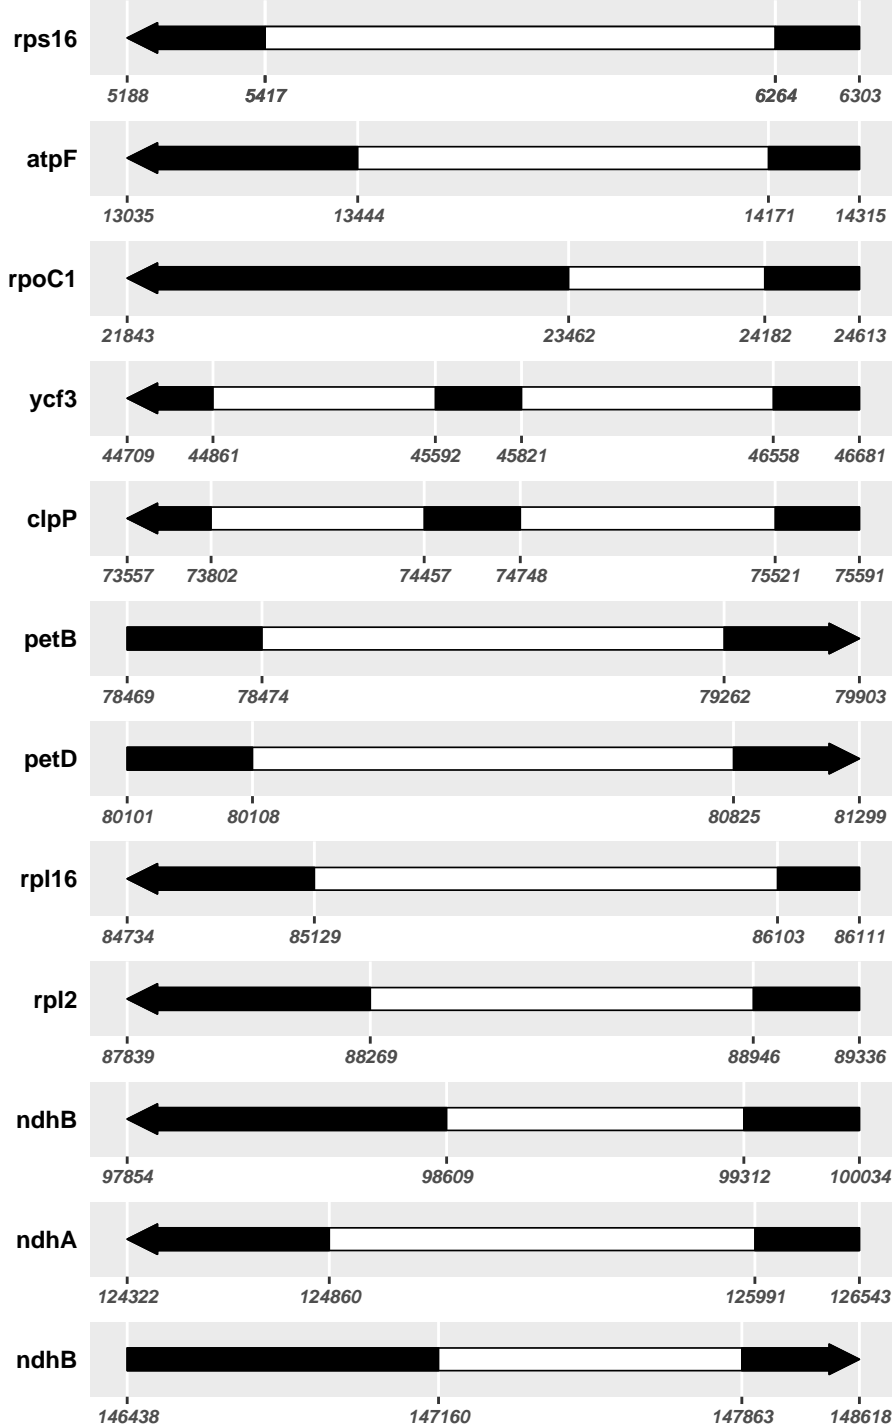 rps16
5188 5417 6264 6303
atpF
13035 13444 14171 14315
rpoC1
21843 23462 24182 24613
ycf3
44709 44861 45592 45821 46558 46681
clpP
73557 73802 74457 74748 75521 75591
petB
78469 78474 79262 79903
petD
80101 80108 80825 81299
rpl16
84734 85129 86103 86111
rpl2
87839 88269 88946 89336
ndhB
97854 98609 99312 100034
ndhA
124322 124860 125991 126543
ndhB
146438 147160 147863 148618